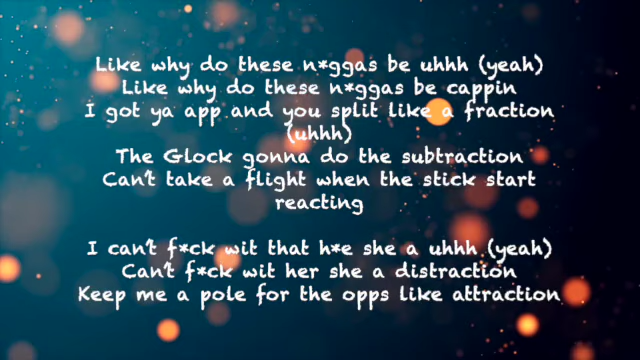 Like why do these n*ggas be uhhh (yeah)
Like why do these n*ggas be cappin
I got ya app and you split like a fraction
(uhhh)
The Glock gonna do the subtraction
Can't take a flight when the stick start
reacting
I can't f*ck wit that h*e she a uhhh (yeah)
Can't f*ck wit her she a distraction
Keep me a pole for the opps like attraction